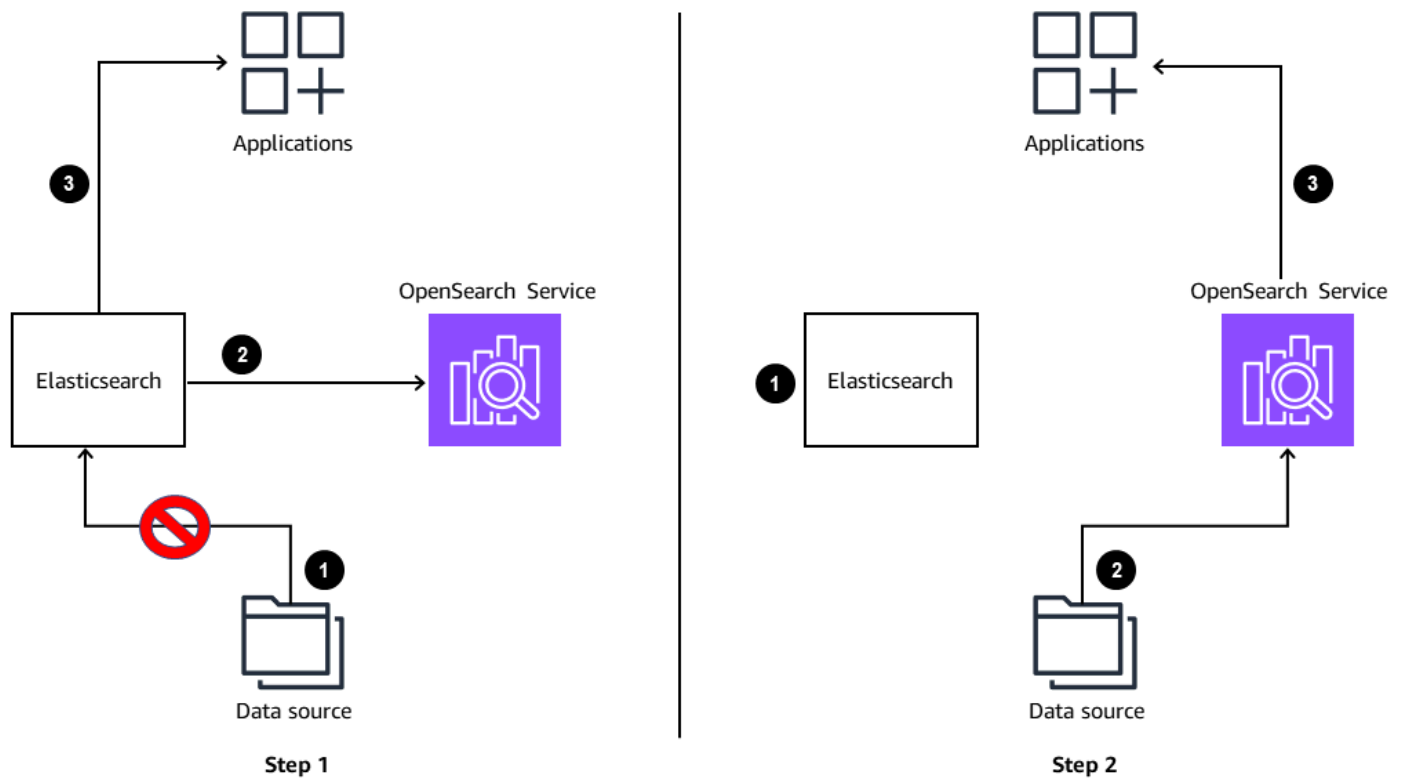 Applications
3
OpenSearch Service
Elasticsearch
2
1
Data source
Step 1
Applications
3
OpenSearch Service
1
Elasticsearch
2
Data source
Step 2